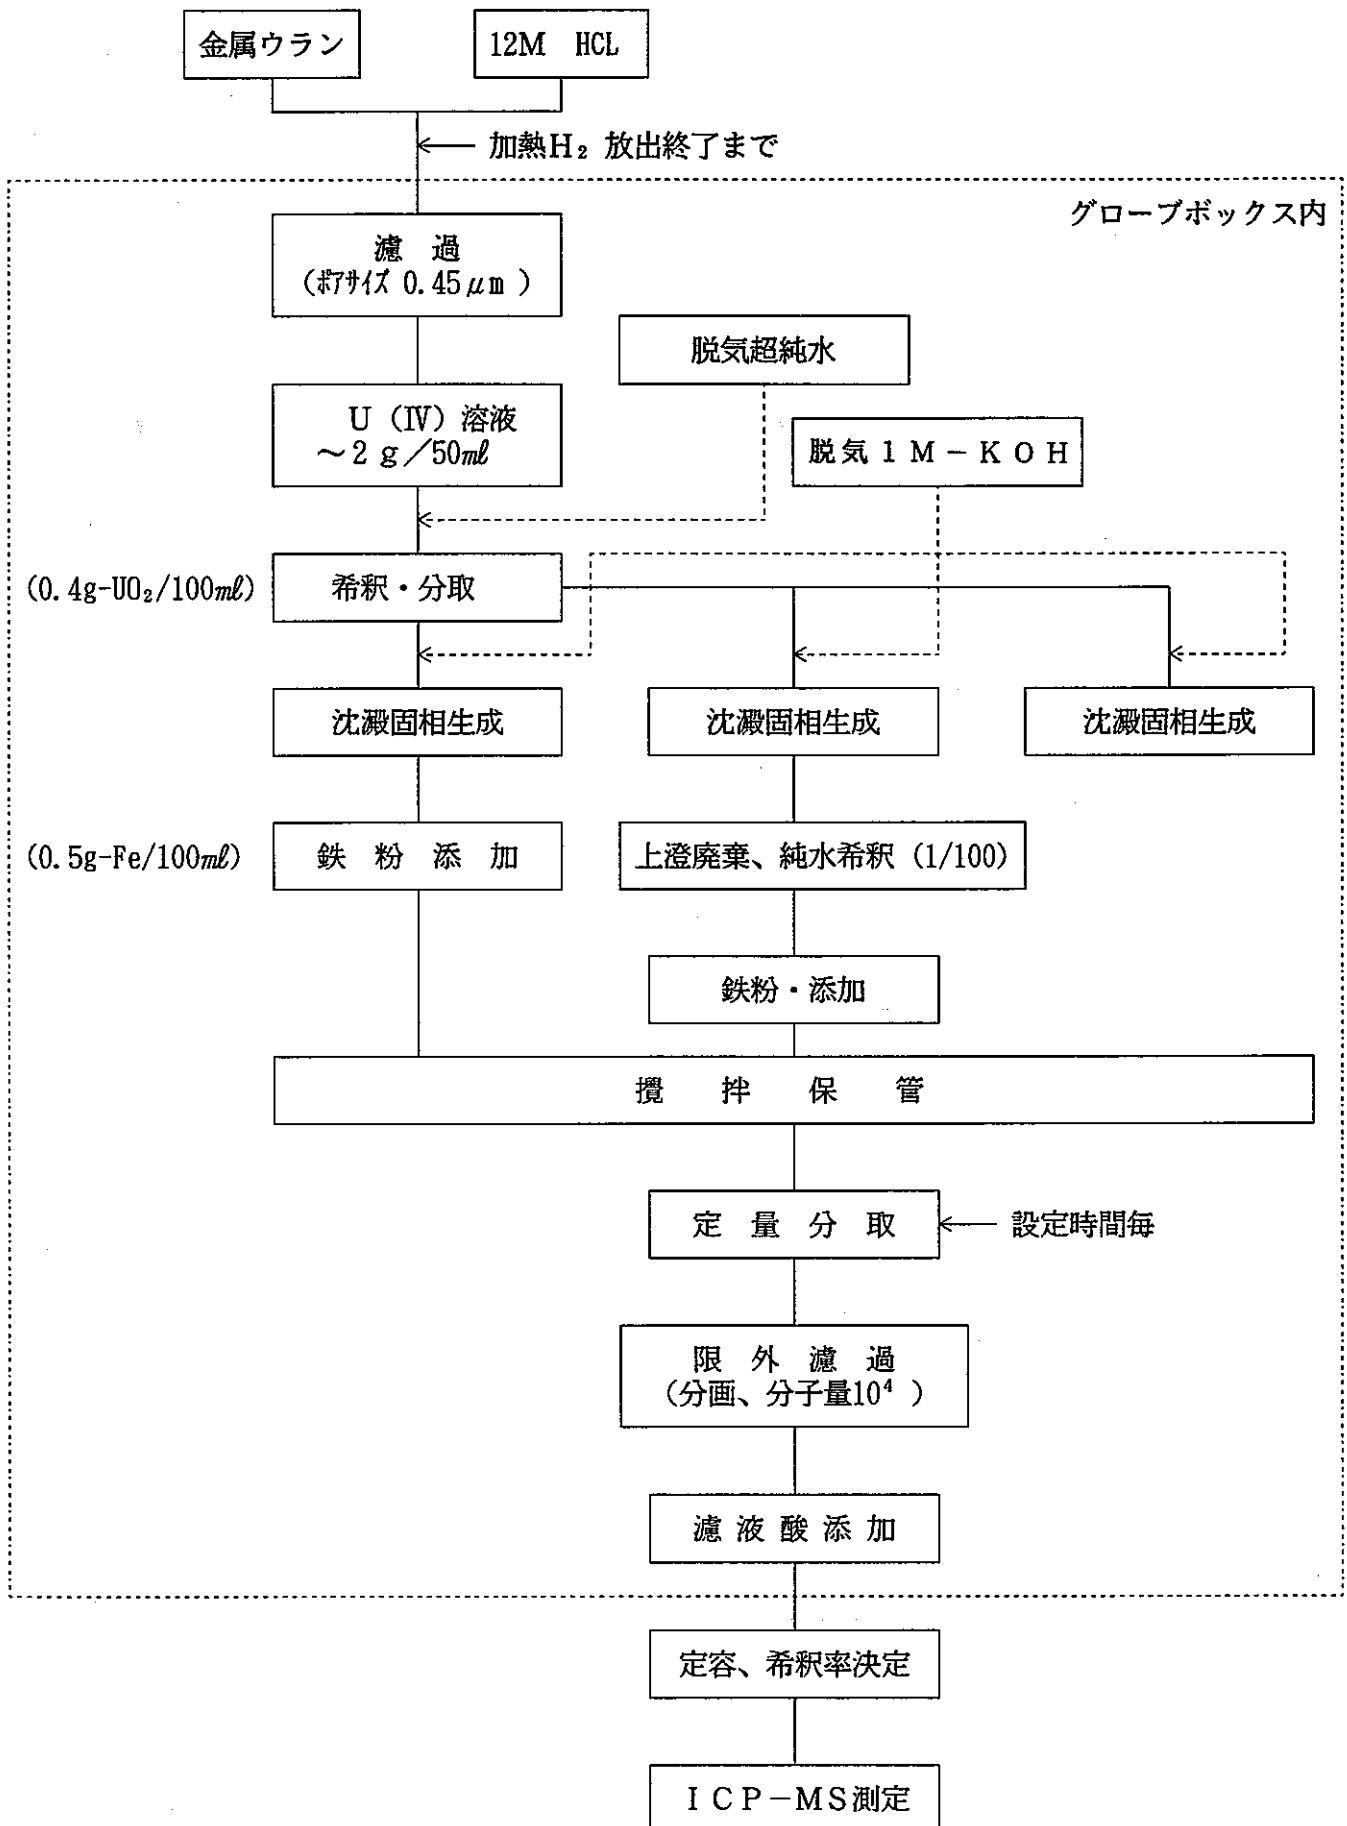 金属ウラン
12M HCL
加熱H₂ 放出終了まで
グローブボックス内
濾 過
(ポアサイズ 0.45μm )
脱気超純水
U (Ⅳ) 溶液
～2 g／50mℓ
脱気1M－KOH
(0.4g-UO₂/100mℓ)
希釈・分取
沈澱固相生成
沈澱固相生成
沈澱固相生成
(0.5g-Fe/100mℓ)
鉄 粉 添 加
上澄廃棄、純水希釈 (1/100)
鉄粉・添加
攪 拌 保 管
定 量 分 取
設定時間毎
限 外 濾 過
(分画、分子量10⁴ )
濾 液 酸 添 加
定容、希釈率決定
ICP－MS測定